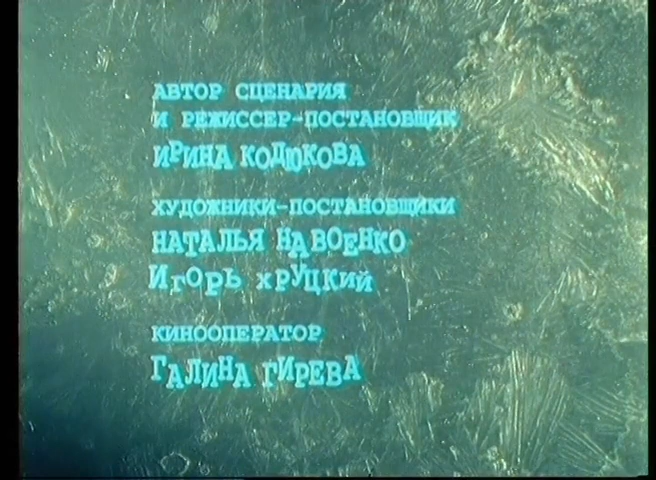 АВТОР СЦЕНАРИЯ
И РЕЖИССЕР-ПОСТАНОВЩИК
ИРИНА КОДЮКОВА
ХУДОЖНИКИ-ПОСТАНОВЩИКИ
НАТАЛЬЯ НАВОЕНКО
ИГОРЬ ХРУЦКИЙ
КИНООПЕРАТОР
ГАЛИНА ГИРЕВА